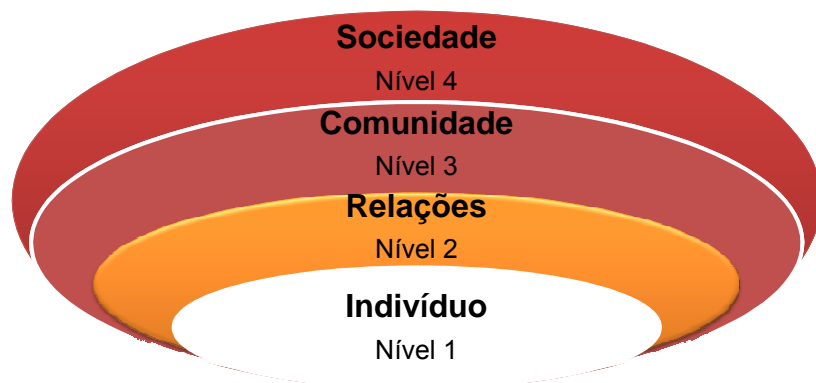 Sociedade
Nível 4
Comunidade
Nível 3
Relações
Nível 2
Indivíduo
Nível 1